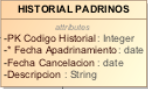 HISTORIAL PADRINOS
attributes
-PK Codigo Historial : Integer
-* Fecha Apadrinamiento : date
-Fecha Cancelacion : date
-Descripcion : String